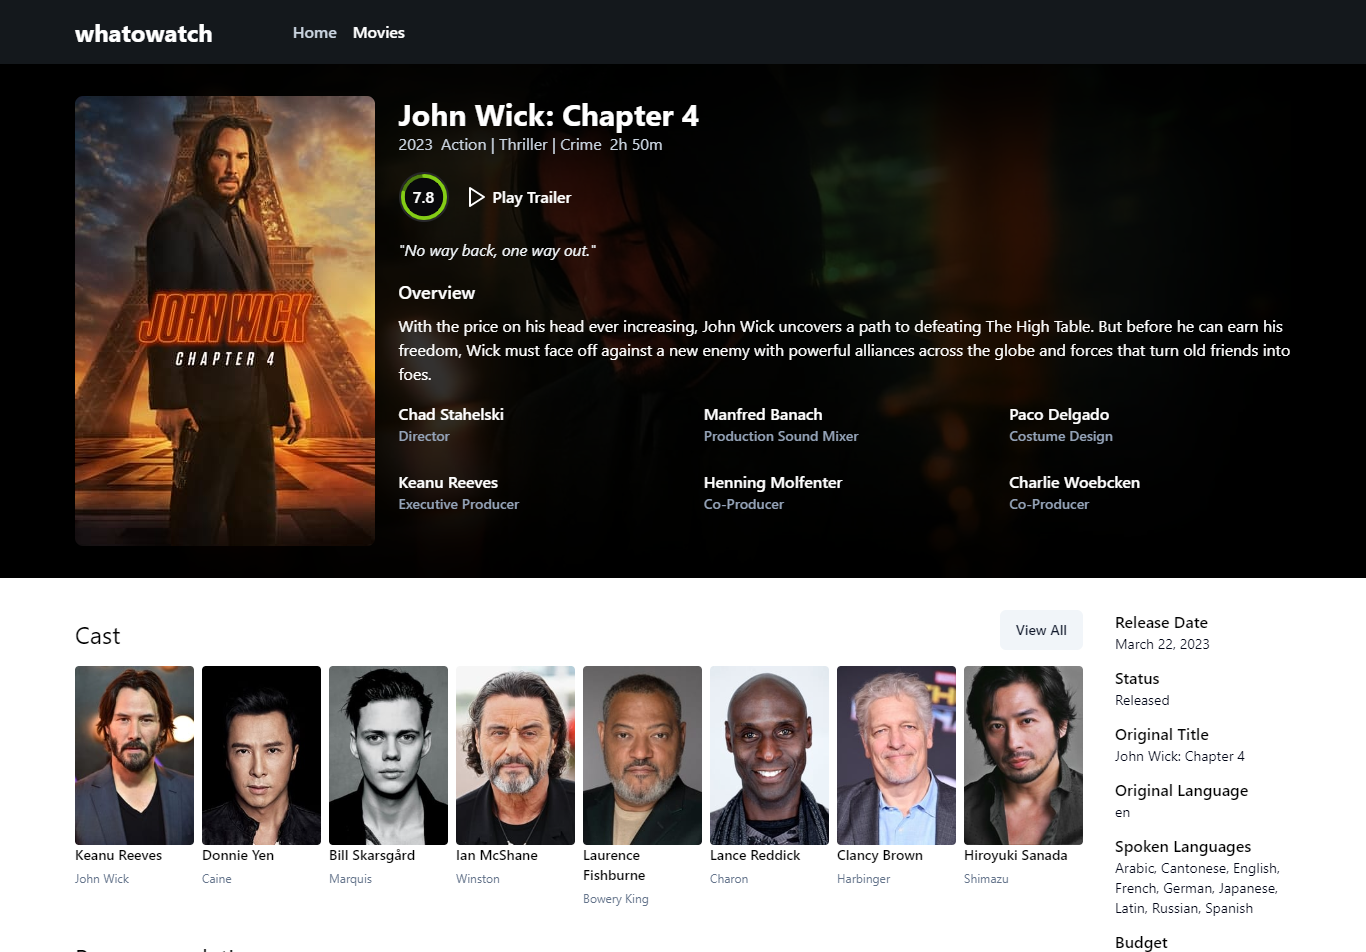 whatowatch
Home
Movies
John Wick: Chapter 4
2023 Action | Thriller | Crime 2h 50m
7.8
Play Trailer
"No way back, one way out."
Overview
With the price on his head ever increasing, John Wick uncovers a path to defeating The High Table. But before he can earn his
freedom, Wick must face off against a new enemy with powerful alliances across the globe and forces that turn old friends into
foes.
Chad Stahelski
Director
Manfred Banach
Production Sound Mixer
Paco Delgado
Costume Design
Keanu Reeves
Executive Producer
Henning Molfenter
Co-Producer
Charlie Woebcken
Co-Producer
JOHN WICK
CHAPTER 4
Cast
View All
Keanu Reeves
John Wick
Donnie Yen
Caine
Bill Skarsgård
Marquis
Ian McShane
Winston
Laurence
Fishburne
Bowery King
Lance Reddick
Charon
Clancy Brown
Harbinger
Hiroyuki Sanada
Shimazu
Release Date
March 22, 2023
Status
Released
Original Title
John Wick: Chapter 4
Original Language
en
Spoken Languages
Arabic, Cantonese, English,
French, German, Japanese,
Latin, Russian, Spanish
Budget